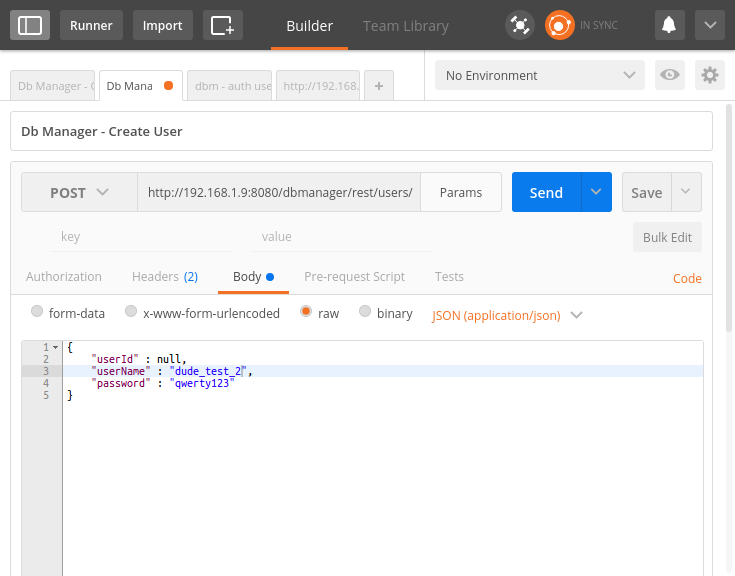 Runner Import Builder Team Library IN SYNC
Db Manager - C Db Mana dbm - auth use http://192.168. + No Environment
Db Manager - Create User
POST http://192.168.1.9:8080/dbmanager/rest/users/ Params Send Save
key value Bulk Edit
Authorization Headers (2) Body Pre-request Script Tests Code
form-data x-www-form-urlencoded raw binary JSON (application/json)
1 {
2 "userId" : null,
3 "userName" : "dude_test_2",
4 "password" : "qwerty123"
5 }